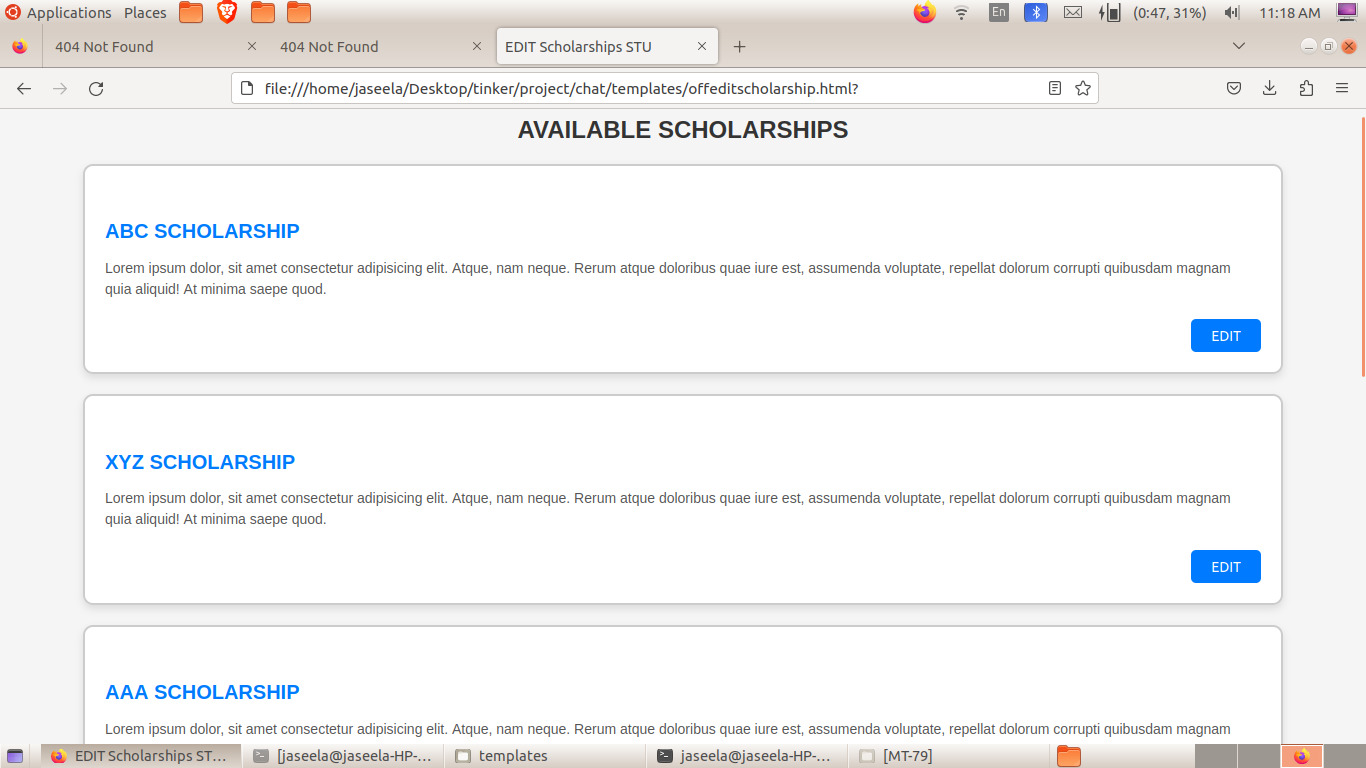 Applications Places En (0:47, 31%) 11:18 AM
404 Not Found 404 Not Found EDIT Scholarships STU
file:///home/jaseela/Desktop/tinker/project/chat/templates/offeditscholarship.html?
AVAILABLE SCHOLARSHIPS
ABC SCHOLARSHIP
Lorem ipsum dolor, sit amet consectetur adipisicing elit. Atque, nam neque. Rerum atque doloribus quae iure est, assumenda voluptate, repellat dolorum corrupti quibusdam magnam
quia aliquid! At minima saepe quod.
EDIT
XYZ SCHOLARSHIP
Lorem ipsum dolor, sit amet consectetur adipisicing elit. Atque, nam neque. Rerum atque doloribus quae iure est, assumenda voluptate, repellat dolorum corrupti quibusdam magnam
quia aliquid! At minima saepe quod.
EDIT
AAA SCHOLARSHIP
Lorem ipsum dolor, sit amet consectetur adipisicing elit. Atque, nam neque. Rerum atque doloribus quae iure est, assumenda voluptate, repellat dolorum corrupti quibusdam magnam
EDIT Scholarships ST... [jaseela@jaseela-HP-... templates jaseela@jaseela-HP-... [MT-79]